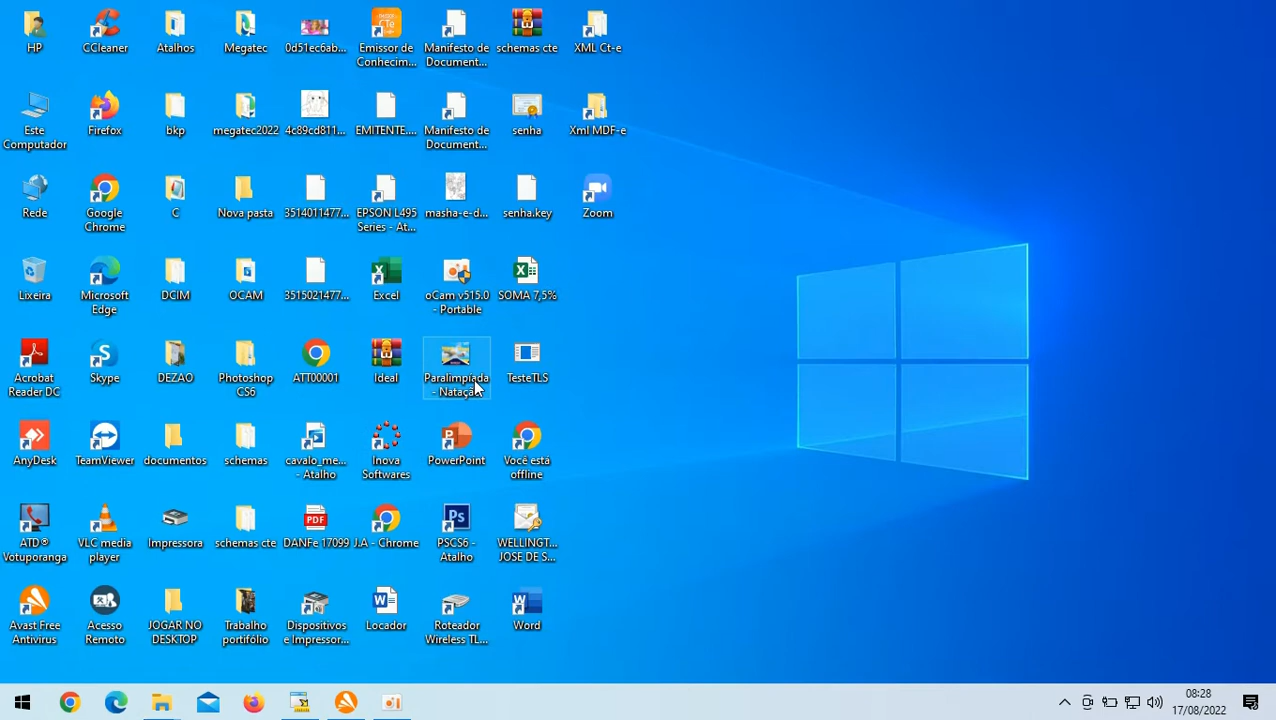 HP
CCleaner
Atalhos
Megatec
0d51ec6ab...
Emissor de
Conhecim...
Manifesto de
Document...
schemas cte
XML Ct-e
Este
Computador
Firefox
bkp
megatec2022
4c89cd811...
EMITENTE....
Manifesto de
Document...
senha
Xml MDF-e
Rede
Google
Chrome
C
Nova pasta
3514011477...
EPSON L495
Series - At...
masha-e-d...
senha.key
Zoom
Lixeira
Microsoft
Edge
DCIM
OCAM
3515021477...
Excel
oCam v515.0
- Portable
SOMA 7,5%
Acrobat
Reader DC
Skype
DEZAO
Photoshop
CS6
ATT00001
Ideal
Paralimpíada
- Natação
TesteTLS
AnyDesk
TeamViewer
documentos
schemas
cavalo_me...
- Atalho
Inova
Softwares
PowerPoint
Você está
offline
ATD®
Votuporanga
VLC media
player
Impressora
schemas cte
PDF
DANFe 17099
J.A - Chrome
Ps
PSCS6 -
Atalho
WELLINGT...
JOSE DE S...
Avast Free
Antivirus
Acesso
Remoto
JOGAR NO
DESKTOP
Trabalho
portifólio
Dispositivos
e Impressor...
Locador
Roteador
Wireless TL...
Word
08:28
17/08/2022